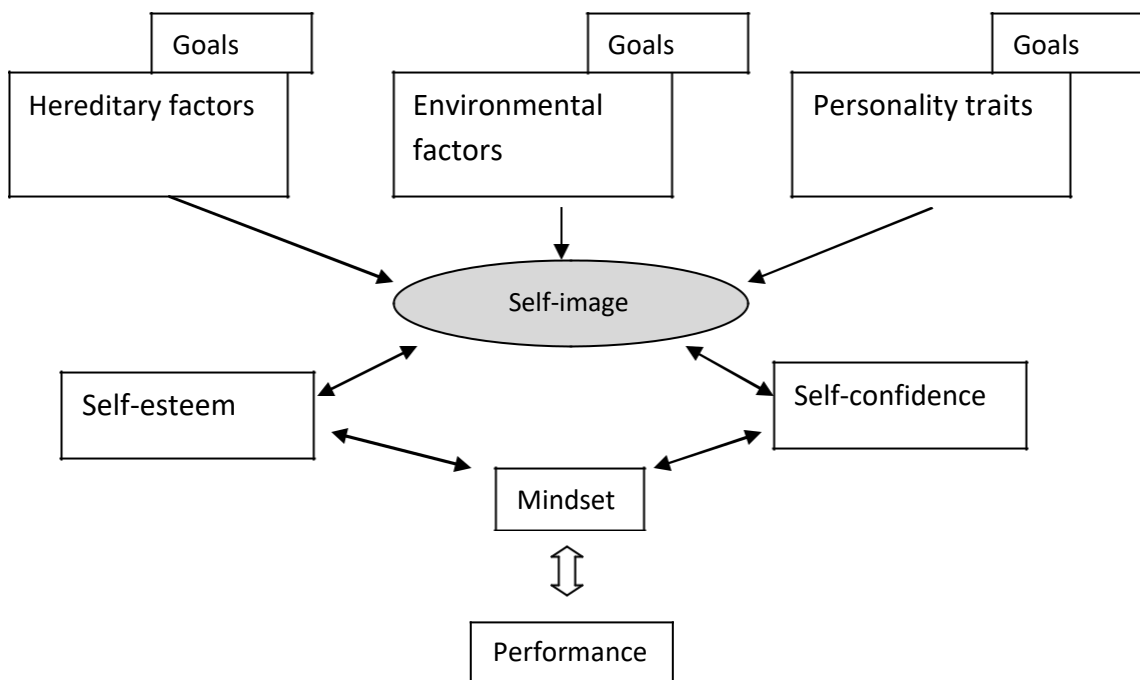 Goals
Goals
Goals
Hereditary factors
Environmental
factors
Personality traits
Self-image
Self-esteem
Self-confidence
Mindset
Performance